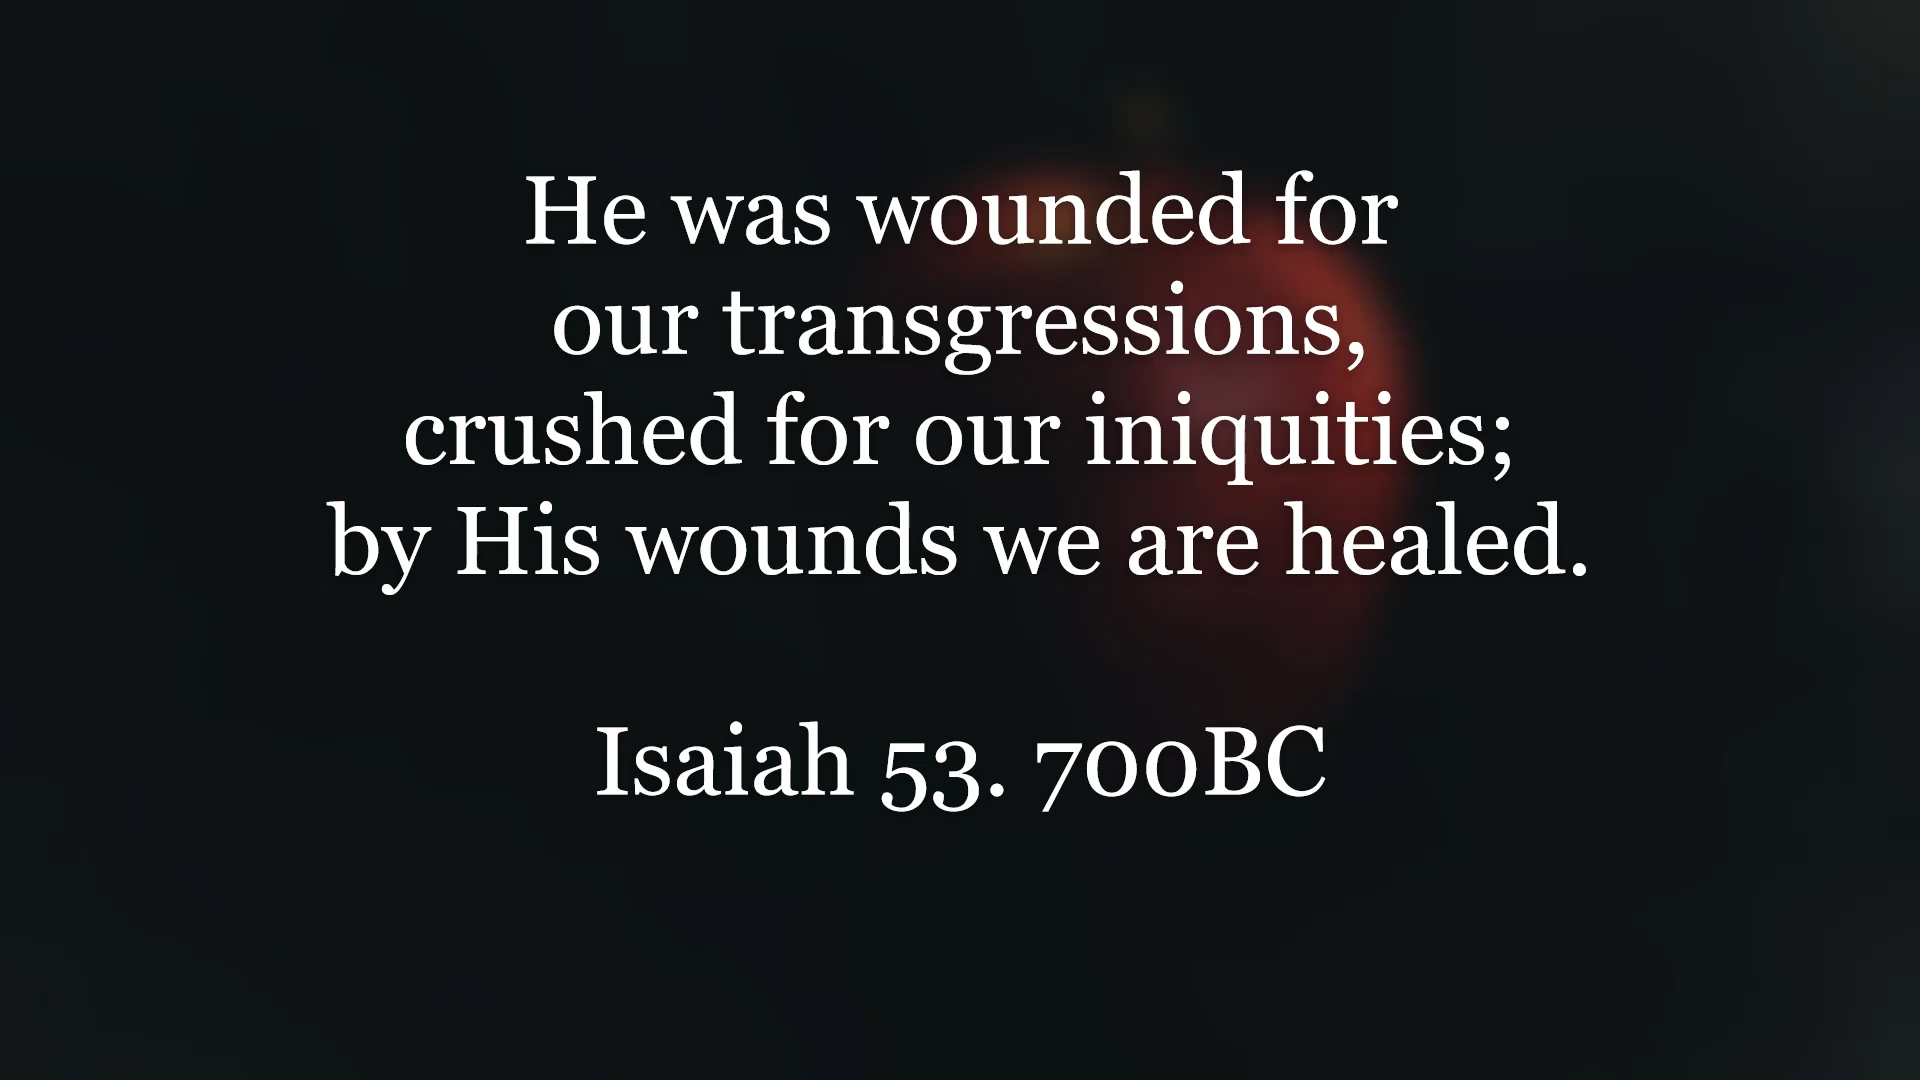 He was wounded for
our transgressions,
crushed for our iniquities;
by His wounds we are healed.
Isaiah 53. 700BC